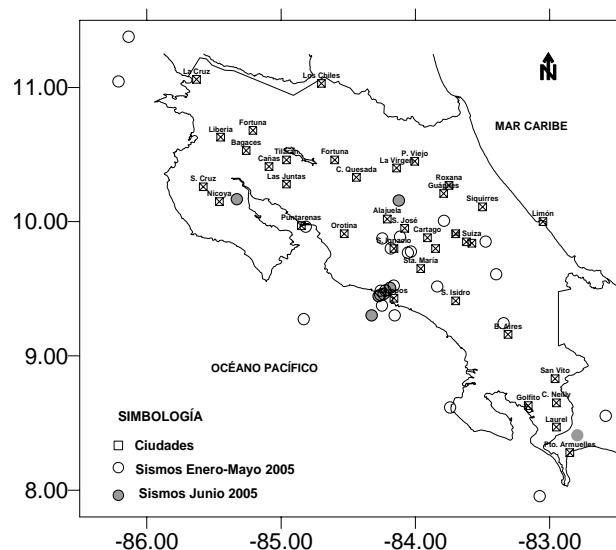 La Cruz
Los Chiles
11.00
MAR CARIBE
Fortuna
Liberia
Bagaces
Tilarán
Fortuna
P. Viejo
Cañas
La Virgen
C. Quesada
Las Juntas
Roxana
S. Cruz
Guápiles
Nicoya
Siquirres
10.00
Alajuela
Limón
Puntarenas
S. José
Orotina
Cartago
Suiza
S. Ignacio
Sta. María
S. Isidro
B. Aires
9.00
OCÉANO PACÍFICO
San Vito
Golfito
C. Neilly
SIMBOLOGÍA
Laurel
Ciudades
Pto. Armuelles
Sismos Enero-Mayo 2005
8.00
Sismos Junio 2005
-86.00
-85.00
-84.00
-83.00